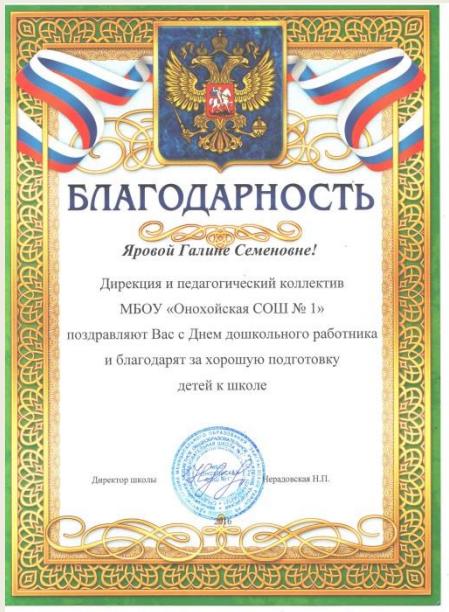 БЛАГОДАРНОСТЬ
Яровой Галине Семеновне!
Дирекция и педагогический коллектив
МБОУ «Онохойская СОШ № 1»
поздравляют Вас с Днем дошкольного работника
и благодарят за хорошую подготовку
детей к школе
Директор школы Нерадовская Н.П.
2016